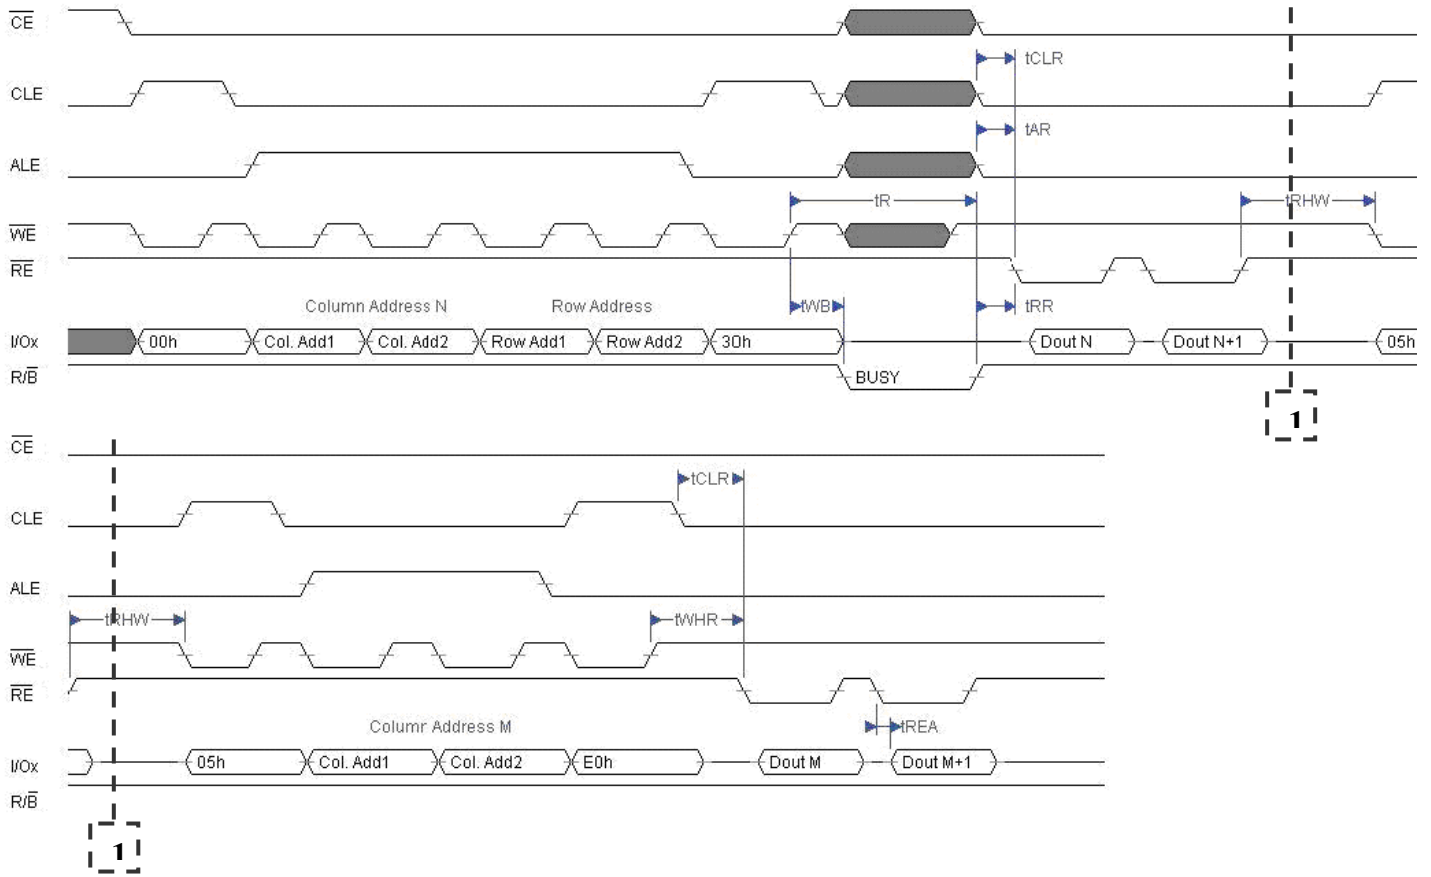 CE tCLR
CLE tAR
ALE tR tRHW
WE
RE
Column Address N Row Address tWB tRR
I/Ox 00h Col. Add1 Col. Add2 Row Add1 Row Add2 30h Dout N Dout N+1 05h
R/B BUSY
1
CE
tCLR
CLE
ALE
tRHW tWHR
WE
RE
Columr Address M tREA
I/Ox 05h Col. Add1 Col. Add2 E0h Dout M Dout M+1
R/B
1